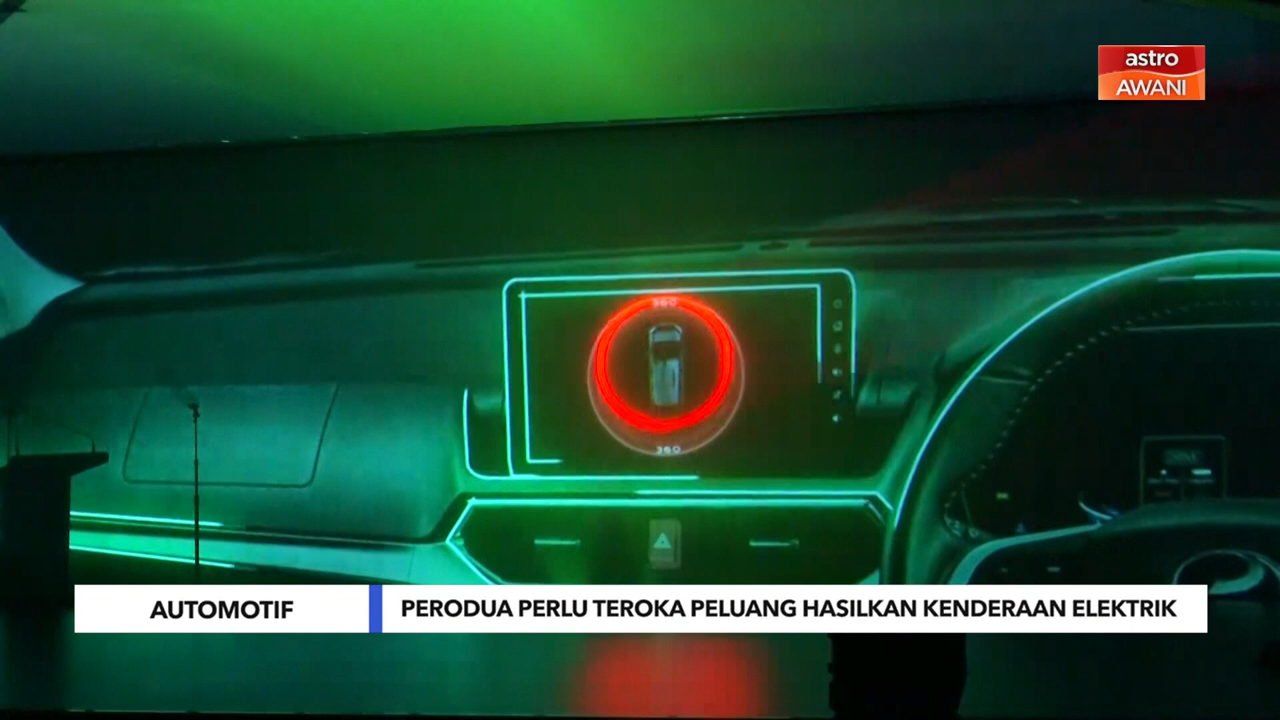 astro
AWANI
360
360
AUTOMOTIF
PERODUA PERLU TEROKA PELUANG HASILKAN KENDERAAN ELEKTRIK